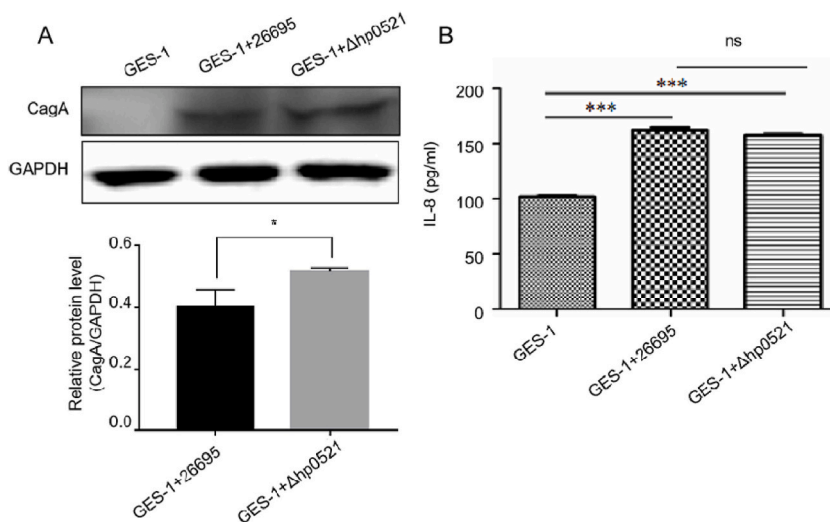 A
GES-1
GES-1+26695
GES-1+Δhp0521
CagA
GAPDH
*
0.6
0.4
0.2
0.0
Relative protein level
(CagA/GAPDH)
GES-1+26695
GES-1+Δhp0521
B
ns
***
***
200
150
100
50
0
IL-8 (pg/ml)
GES-1
GES-1+26695
GES-1+Δhp0521